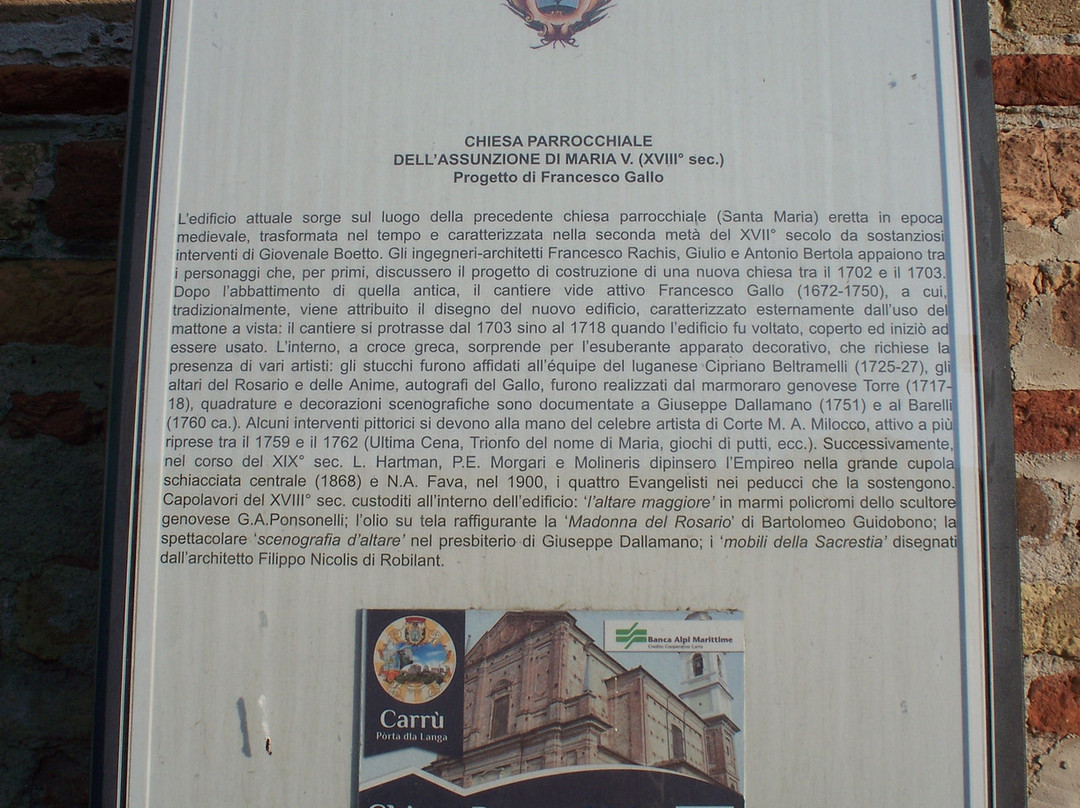 CHIESA PARROCCHIALE
DELL'ASSUNZIONE DI MARIA V. (XVIII° sec.)
Progetto di Francesco Gallo
L'edificio attuale sorge sul luogo della precedente chiesa parrocchiale (Santa Maria) eretta in epoca
medievale, trasformata nel tempo e caratterizzata nella seconda metà del XVII° secolo da sostanziosi
interventi di Giovenale Boetto. Gli ingegneri-architetti Francesco Rachis, Giulio e Antonio Bertola appaiono tra
i personaggi che, per primi, discussero il progetto di costruzione di una nuova chiesa tra il 1702 e il 1703.
Dopo l'abbattimento di quella antica, il cantiere vide attivo Francesco Gallo (1672-1750), a cui,
tradizionalmente, viene attribuito il disegno del nuovo edificio, caratterizzato esternamente dall'uso del
mattone a vista: il cantiere si protrasse dal 1703 sino al 1718 quando l'edificio fu voltato, coperto ed iniziò ad
essere usato. L'interno, a croce greca, sorprende per l'esuberante apparato decorativo, che richiese la
presenza di vari artisti: gli stucchi furono affidati all'équipe del luganese Cipriano Beltramelli (1725-27), gli
altari del Rosario e delle Anime, autografi del Gallo, furono realizzati dal marmoraro genovese Torre (1717-
18), quadrature e decorazioni scenografiche sono documentate a Giuseppe Dallamano (1751) e al Barelli
(1760 ca.). Alcuni interventi pittorici si devono alla mano del celebre artista di Corte M. A. Milocco, attivo a più
riprese tra il 1759 e il 1762 (Ultima Cena, Trionfo del nome di Maria, giochi di putti, ecc.). Successivamente,
nel corso del XIX° sec. L. Hartman, P.E. Morgari e Molineris dipinsero l'Empireo nella grande cupola
schiacciata centrale (1868) e N.A. Fava, nel 1900, i quattro Evangelisti nei peducci che la sostengono.
Capolavori del XVIII° sec. custoditi all'interno dell'edificio: 'l'altare maggiore' in marmi policromi dello scultore
genovese G.A.Ponsonelli; l'olio su tela raffigurante la 'Madonna del Rosario' di Bartolomeo Guidobono; la
spettacolare 'scenografia d'altare' nel presbiterio di Giuseppe Dallamano; i 'mobili della Sacrestia' disegnati
dall'architetto Filippo Nicolis di Robilant.
Banca Alpi Marittime
Credito Cooperativo Carrù
Carrù
Pòrta dla Langa